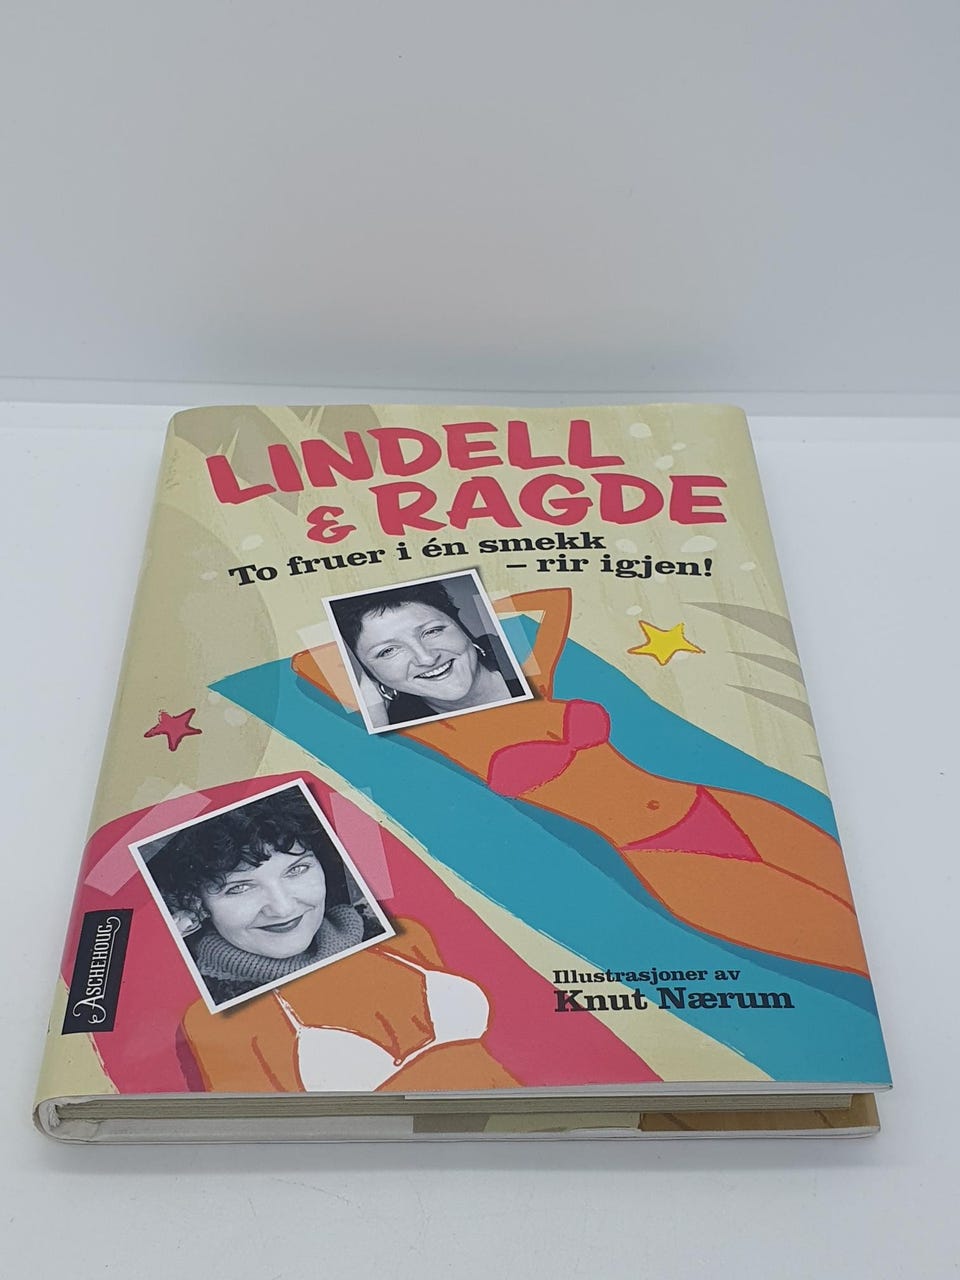 LINDELL
& RAGDE
To fruer i én smekk
– rir igjen!
ASCHEHOUG
Illustrasjoner av
Knut Nærum